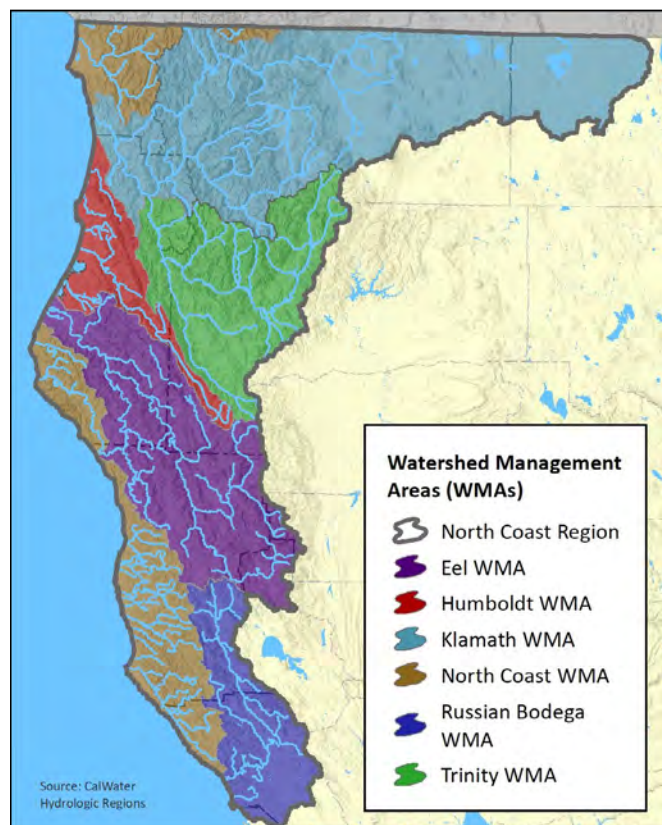 Watershed Management
Areas (WMAs)
North Coast Region
Eel WMA
Humboldt WMA
Klamath WMA
North Coast WMA
Russian Bodega
WMA
Trinity WMA
Source: CalWater
Hydrologic Regions